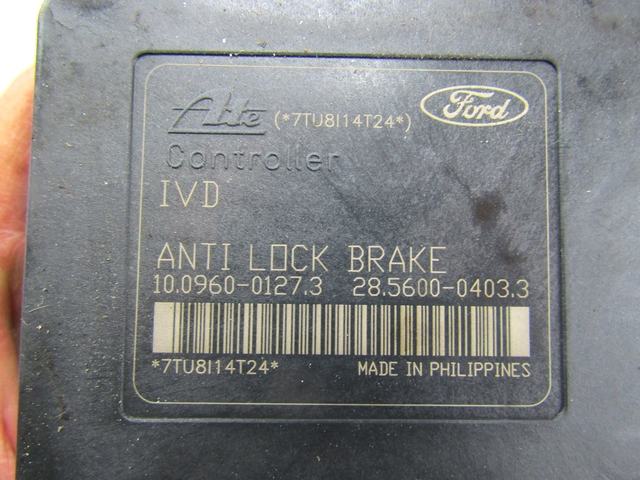 Ate (*7TU8I14T24*) Ford
Controller
IVD
ANTI LOCK BRAKE
10.0960-0127.3 28.5600-0403.3
*7TU8I14T24* MADE IN PHILIPPINES